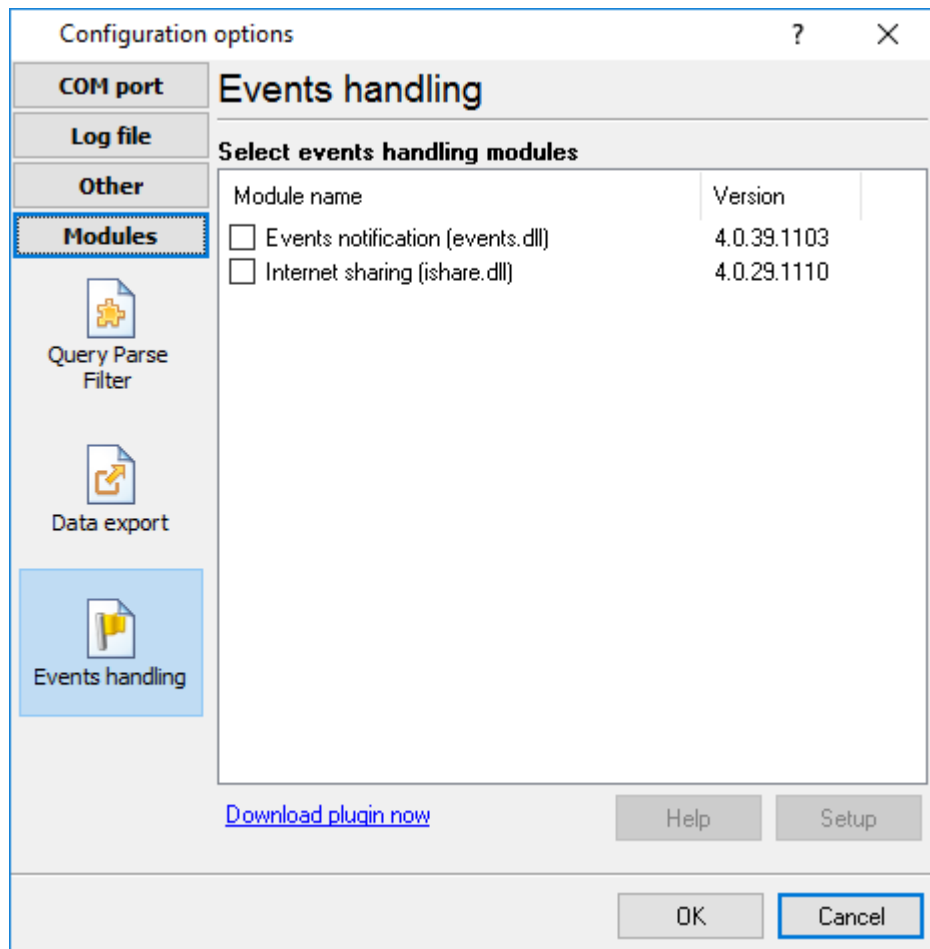 Configuration options ?
COM port
Log file
Other
Modules
Query Parse
Filter
Data export
Events handling
Events handling
Select events handling modules
Module name Version
Events notification (events.dll) 4.0.39.1103
Internet sharing (ishare.dll) 4.0.29.1110
Download plugin now Help Setup
OK Cancel